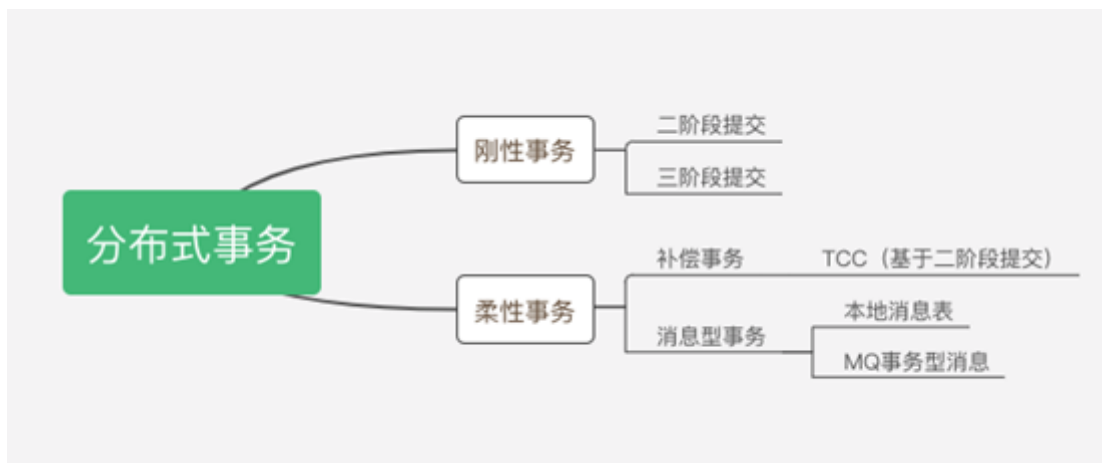 分布式事务
刚性事务
二阶段提交
三阶段提交
柔性事务
补偿事务
TCC（基于二阶段提交）
消息型事务
本地消息表
MQ事务型消息